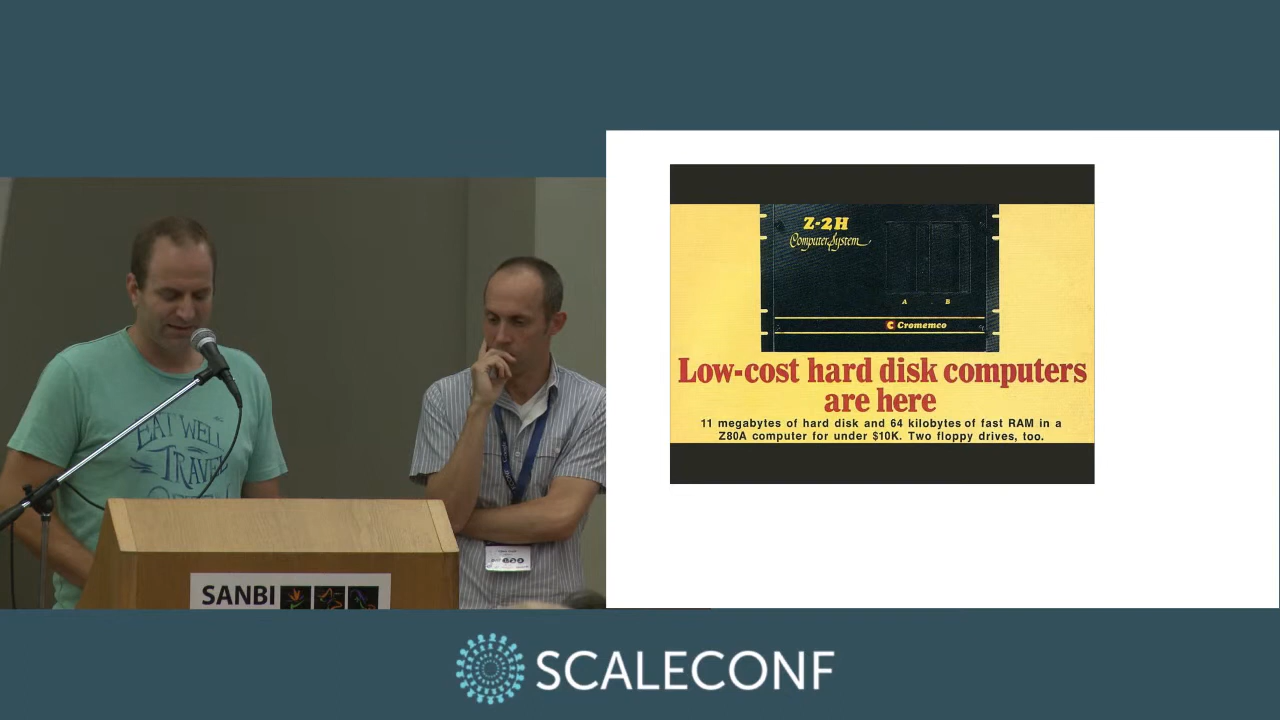 EAT WELL
TRAVEL
SANBI
Z-2H
Computer System
A B
C Cromemco
Low-cost hard disk computers
are here
11 megabytes of hard disk and 64 kilobytes of fast RAM in a
Z80A computer for under $10K. Two floppy drives, too.
SCALECONF